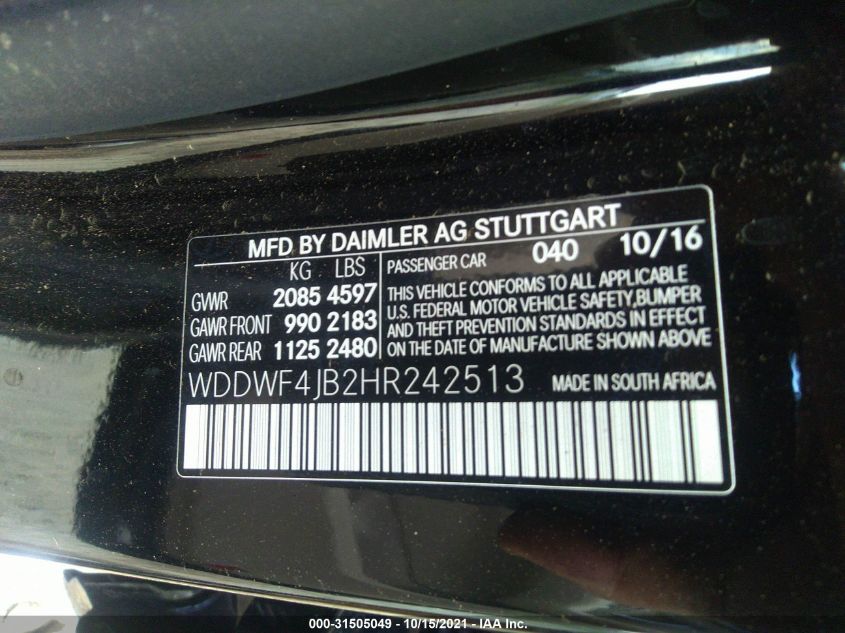 MFD BY DAIMLER AG STUTTGART
KG LBS
GVWR 2085 4597
GAWR FRONT 990 2183
GAWR REAR 1125 2480
PASSENGER CAR 040 10/16
THIS VEHICLE CONFORMS TO ALL APPLICABLE
U.S. FEDERAL MOTOR VEHICLE SAFETY,BUMPER
AND THEFT PREVENTION STANDARDS IN EFFECT
ON THE DATE OF MANUFACTURE SHOWN ABOVE
WDDWF4JB2HR242513 MADE IN SOUTH AFRICA
000-31505049 - 10/15/2021 - IAA Inc.